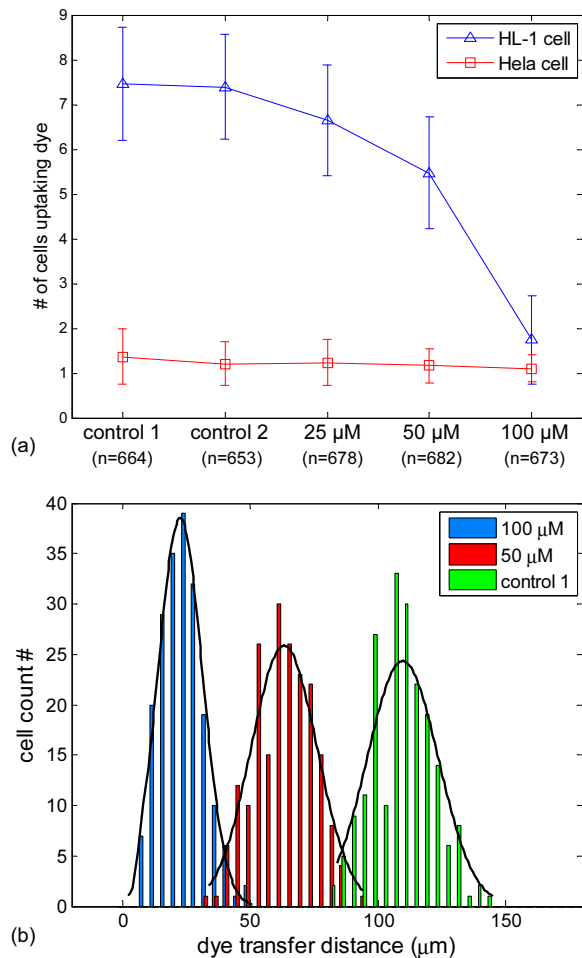 9
8
7
6
5
4
3
2
1
0
# of cells uptaking dye
HL-1 cell
Hela cell
control 1 control 2 25 µM 50 µM 100 µM
(n=664) (n=653) (n=678) (n=682) (n=673)
(a)
40
35
30
25
20
15
10
5
0
cell count #
100 µM
50 µM
control 1
0 50 100 150
dye transfer distance (µm)
(b)